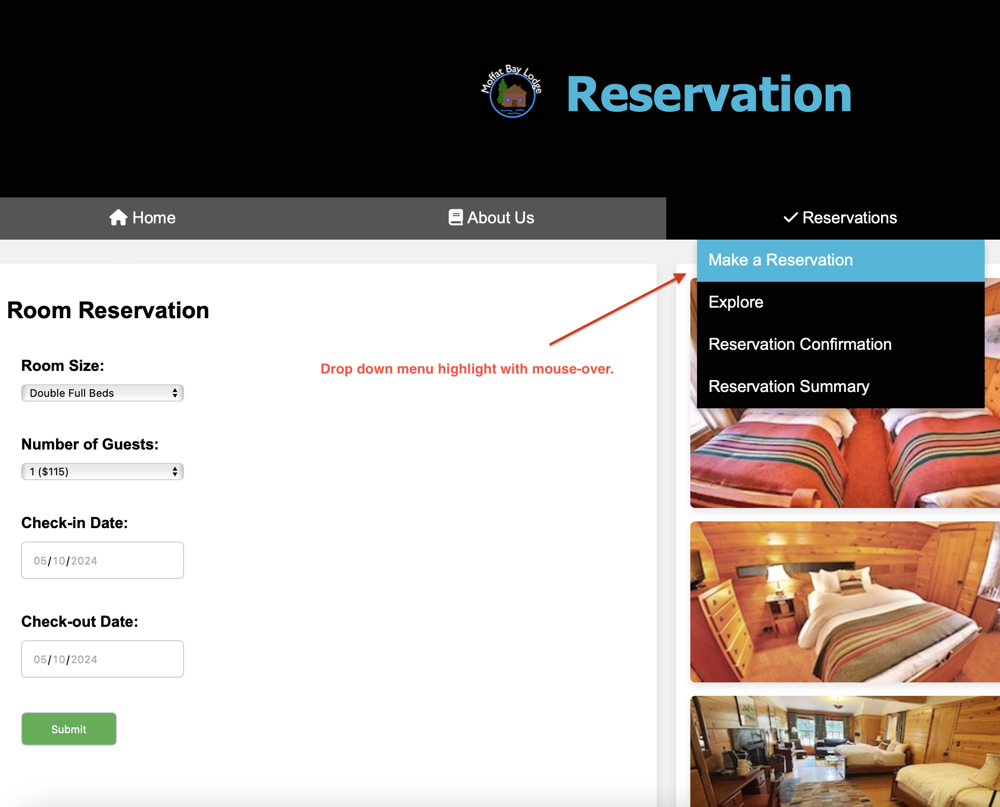 Moffat Bay Lodge
Reservation
Home
About Us
Reservations
Make a Reservation
Explore
Reservation Confirmation
Reservation Summary
Room Reservation
Drop down menu highlight with mouse-over.
Room Size:
Double Full Beds
Number of Guests:
1 ($115)
Check-in Date:
05/10/2024
Check-out Date:
05/10/2024
Submit